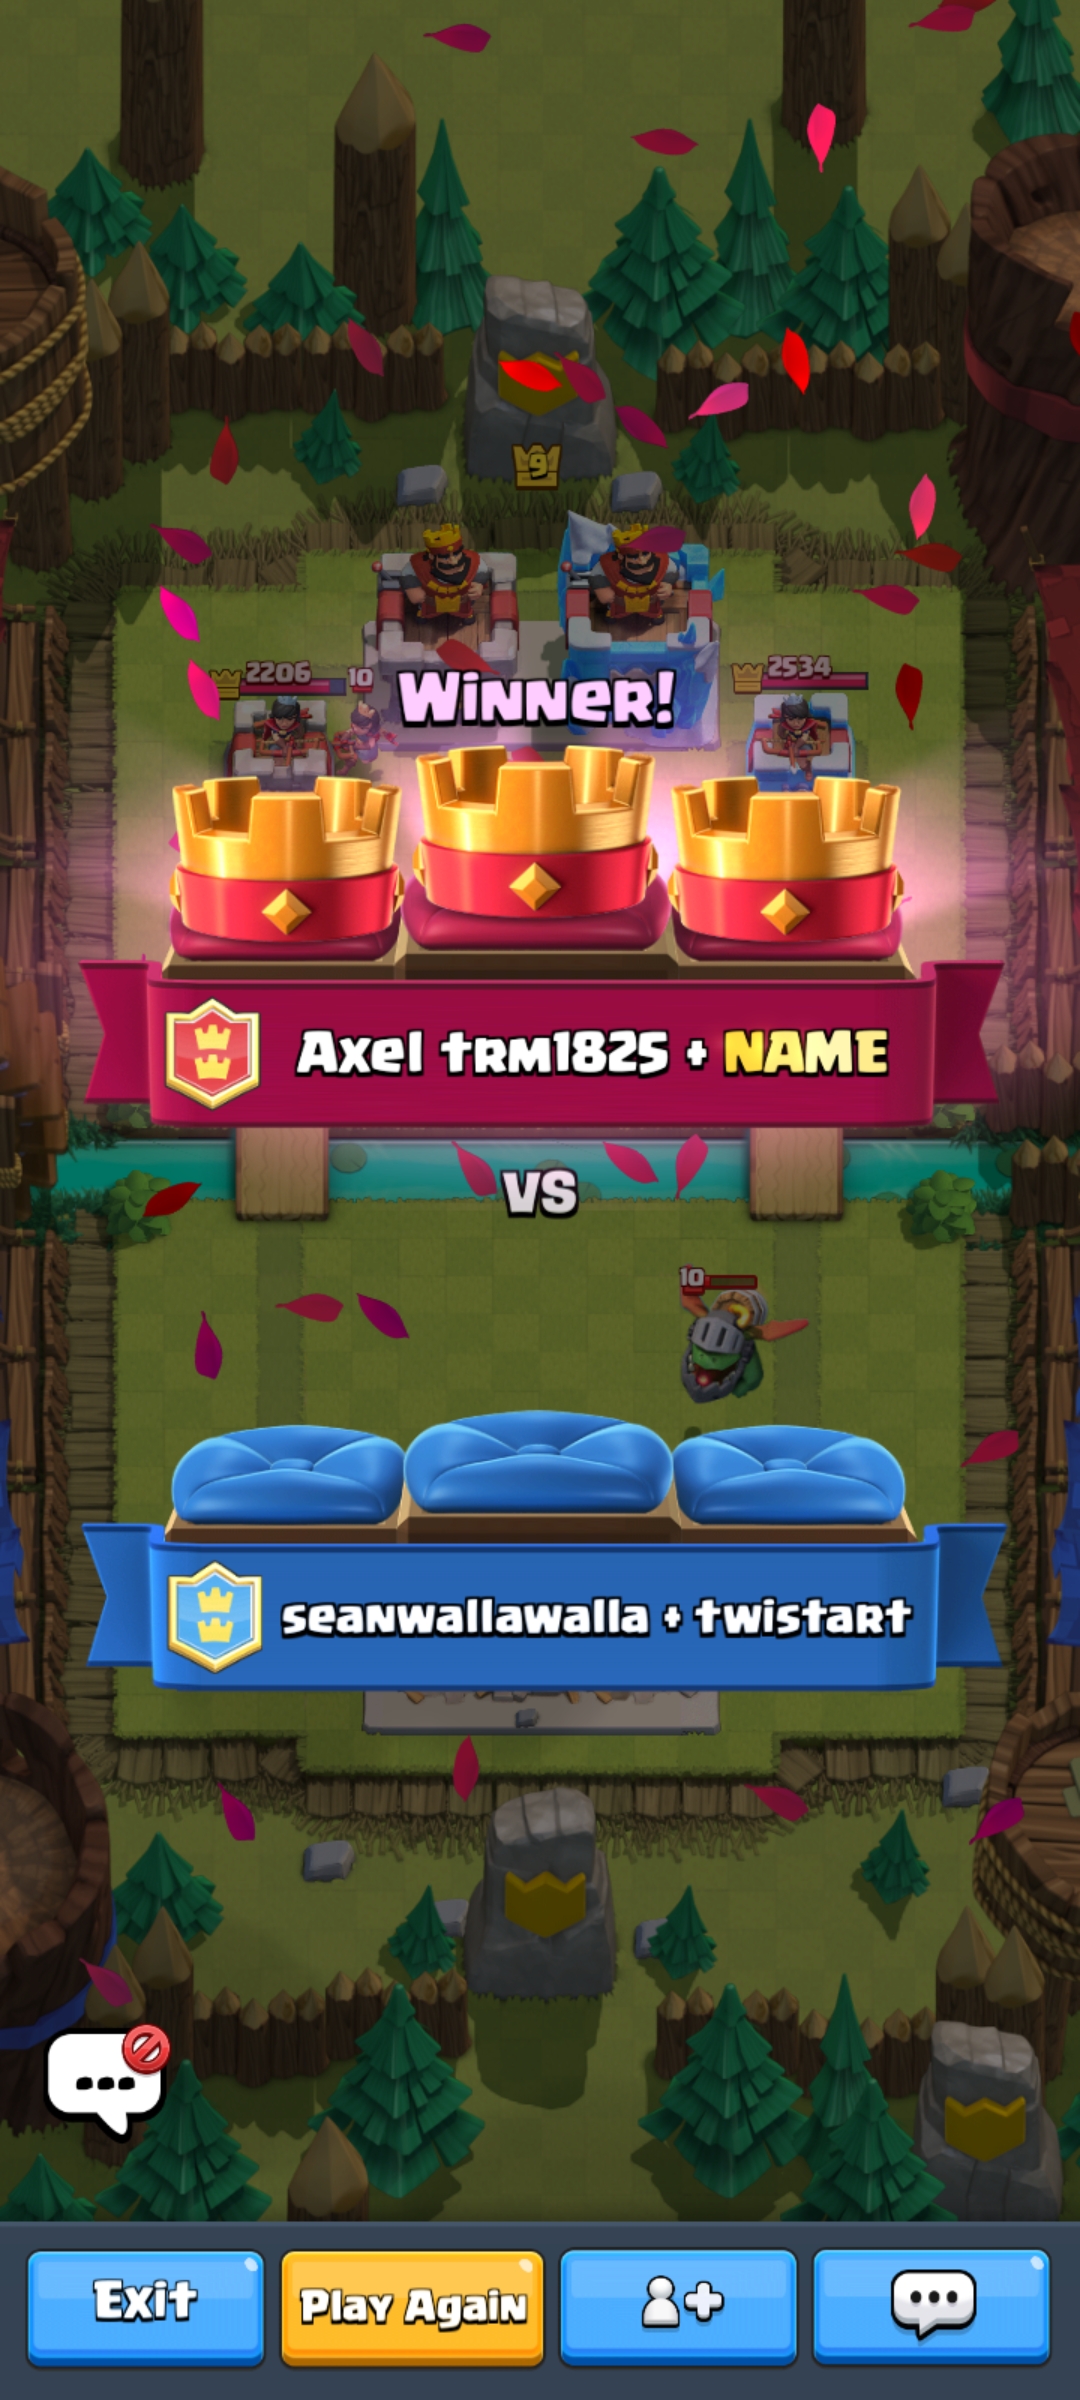 9
2206
10
2534
Winner!
Axel trm1825 + NAME
VS
10
seanwallawalla + twistart
Exit
Play Again